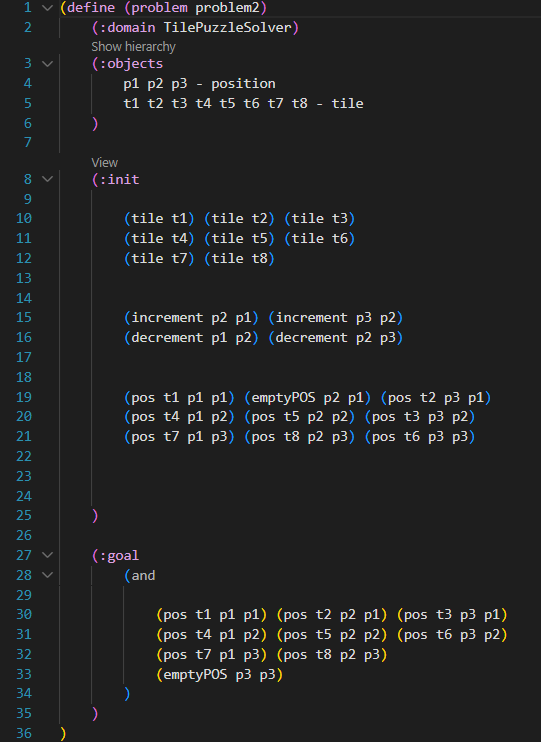 1 (define (problem problem2)
2 (:domain TilePuzzleSolver)
Show hierarchy
3 (:objects
4 p1 p2 p3 - position
5 t1 t2 t3 t4 t5 t6 t7 t8 - tile
6 )
7
View
8 (:init
9
10 (tile t1) (tile t2) (tile t3)
11 (tile t4) (tile t5) (tile t6)
12 (tile t7) (tile t8)
13
14
15 (increment p2 p1) (increment p3 p2)
16 (decrement p1 p2) (decrement p2 p3)
17
18
19 (pos t1 p1 p1) (emptyPOS p2 p1) (pos t2 p3 p1)
20 (pos t4 p1 p2) (pos t5 p2 p2) (pos t3 p3 p2)
21 (pos t7 p1 p3) (pos t8 p2 p3) (pos t6 p3 p3)
22
23
24
25 )
26
27 (:goal
28 (and
29
30 (pos t1 p1 p1) (pos t2 p2 p1) (pos t3 p3 p1)
31 (pos t4 p1 p2) (pos t5 p2 p2) (pos t6 p3 p2)
32 (pos t7 p1 p3) (pos t8 p2 p3)
33 (emptyPOS p3 p3)
34 )
35 )
36 )